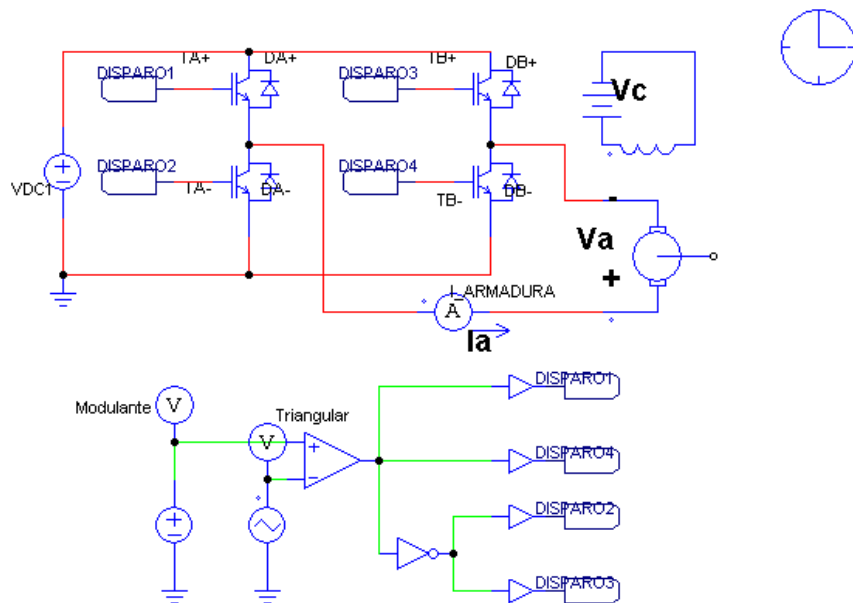 TA+
DA+
TB+
DB+
DISPARO1
DISPARO3
Vc
VDC1
DISPARO2
DISPARO4
TA-
DA-
TB-
DB-
Va
+
I_ARMADURA
A
Ia
Modulante
V
Triangular
V
DISPARO1
DISPARO4
DISPARO2
DISPARO3